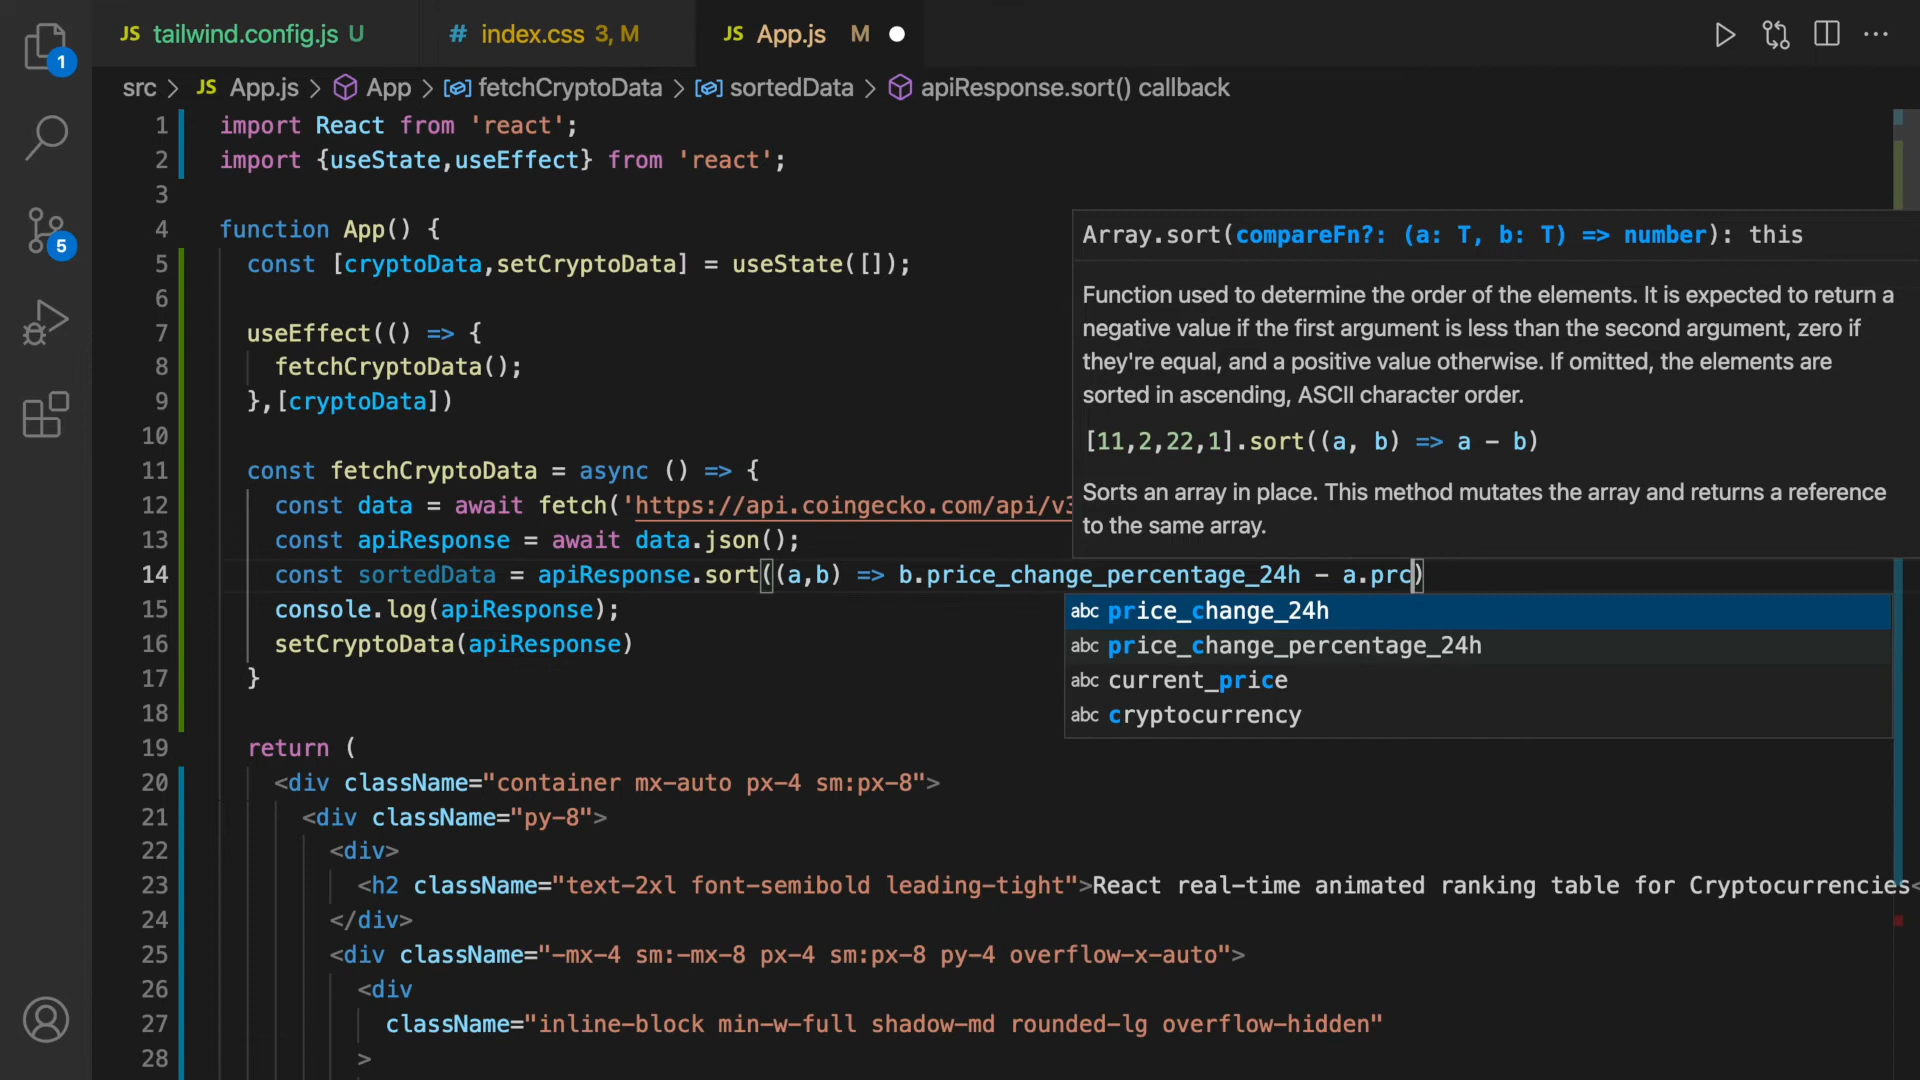 1
JS tailwind.config.js U
# index.css 3, M
JS App.js M
src > JS App.js > App > fetchCryptoData > sortedData > apiResponse.sort() callback
1 import React from 'react';
2 import {useState,useEffect} from 'react';
3
4 function App() {
5 const [cryptoData,setCryptoData] = useState([]);
6
7 useEffect(() => {
8 fetchCryptoData();
9 },[cryptoData])
10
11 const fetchCryptoData = async () => {
12 const data = await fetch('https://api.coingecko.com/api/v3
13 const apiResponse = await data.json();
14 const sortedData = apiResponse.sort((a,b) => b.price_change_percentage_24h - a.prc)
15 console.log(apiResponse);
16 setCryptoData(apiResponse)
17 }
18
19 return (
20 <div className="container mx-auto px-4 sm:px-8">
21 <div className="py-8">
22 <div>
23 <h2 className="text-2xl font-semibold leading-tight">React real-time animated ranking table for Cryptocurrencies<
24 </div>
25 <div className="-mx-4 sm:-mx-8 px-4 sm:px-8 py-4 overflow-x-auto">
26 <div
27 className="inline-block min-w-full shadow-md rounded-lg overflow-hidden"
28 >
Array.sort(compareFn?: (a: T, b: T) => number): this
Function used to determine the order of the elements. It is expected to return a
negative value if the first argument is less than the second argument, zero if
they're equal, and a positive value otherwise. If omitted, the elements are
sorted in ascending, ASCII character order.
[11,2,22,1].sort((a, b) => a - b)
Sorts an array in place. This method mutates the array and returns a reference
to the same array.
abc price_change_24h
abc price_change_percentage_24h
abc current_price
abc cryptocurrency
5